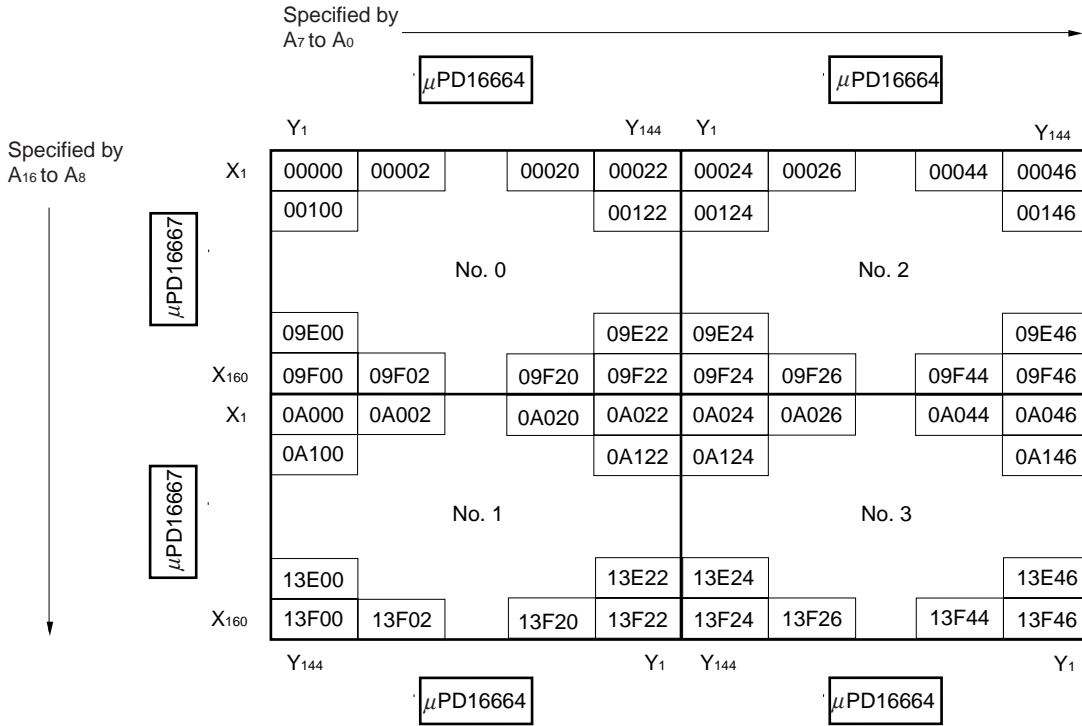 Specified by
A7 to A0
μPD16664 μPD16664
Y1 Y144 Y1 Y144
Specified by
A16 to A8
X1 00000 00002 00020 00022 00024 00026 00044 00046
00100 00122 00124 00146
μPD16667
No. 0 No. 2
09E00 09E22 09E24 09E46
X160 09F00 09F02 09F20 09F22 09F24 09F26 09F44 09F46
X1 0A000 0A002 0A020 0A022 0A024 0A026 0A044 0A046
0A100 0A122 0A124 0A146
μPD16667
No. 1 No. 3
13E00 13E22 13E24 13E46
X160 13F00 13F02 13F20 13F22 13F24 13F26 13F44 13F46
Y144 Y1 Y144 Y1
μPD16664 μPD16664